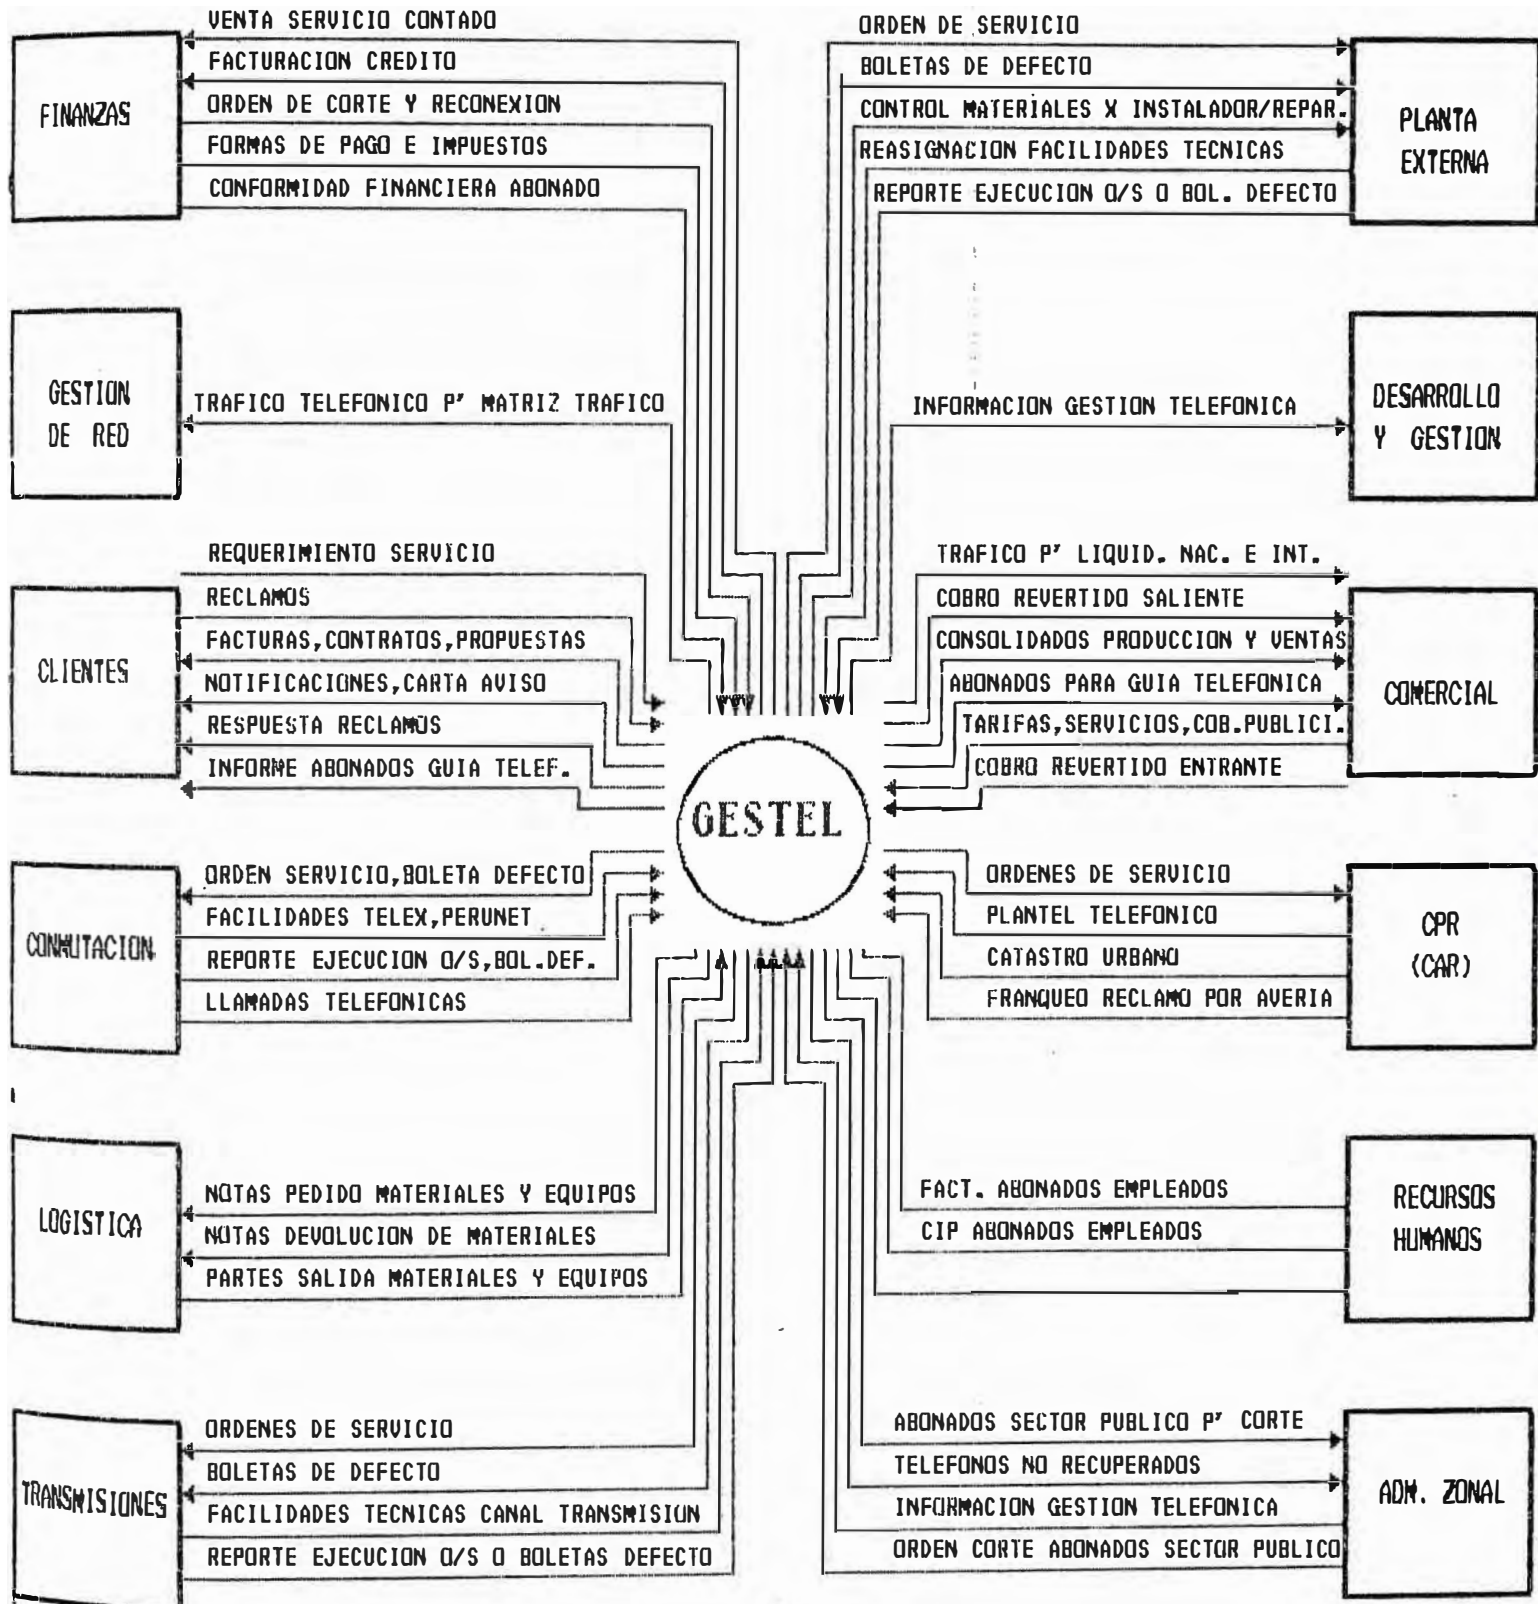 VENTA SERVICIO CONTADO
FACTURACION CREDITO
ORDEN DE CORTE Y RECONEXION
FORMAS DE PAGO E IMPUESTOS
CONFORMIDAD FINANCIERA ABONADO
FINANZAS
ORDEN DE SERVICIO
BOLETAS DE DEFECTO
CONTROL MATERIALES X INSTALADOR/REPAR.
REASIGNACION FACILIDADES TECNICAS
REPORTE EJECUCION O/S O BOL. DEFECTO
PLANTA
EXTERNA
GESTION
DE RED
TRAFICO TELEFONICO P' MATRIZ TRAFICO
INFORMACION GESTION TELEFONICA
DESARROLLO
Y GESTION
REQUERIMIENTO SERVICIO
RECLAMOS
FACTURAS,CONTRATOS,PROPUESTAS
NOTIFICACIONES,CARTA AVISO
RESPUESTA RECLAMOS
INFORME ABONADOS GUIA TELEF.
CLIENTES
TRAFICO P' LIQUID. NAC. E INT.
COBRO REVERTIDO SALIENTE
CONSOLIDADOS PRODUCCION Y VENTAS
ABONADOS PARA GUIA TELEFONICA
TARIFAS,SERVICIOS,COB.PUBLICI.
COBRO REVERTIDO ENTRANTE
COMERCIAL
GESTEL
ORDEN SERVICIO,BOLETA DEFECTO
FACILIDADES TELEX,PERUNET
REPORTE EJECUCION O/S,BOL.DEF.
LLAMADAS TELEFONICAS
CONMUTACION
ORDENES DE SERVICIO
PLANTEL TELEFONICO
CATASTRO URBANO
FRANQUEO RECLAMO POR AVERIA
CPR
(CAR)
LOGISTICA
NOTAS PEDIDO MATERIALES Y EQUIPOS
NOTAS DEVOLUCION DE MATERIALES
PARTES SALIDA MATERIALES Y EQUIPOS
FACT. ABONADOS EMPLEADOS
CIP ABONADOS EMPLEADOS
RECURSOS
HUMANOS
TRANSMISIONES
ORDENES DE SERVICIO
BOLETAS DE DEFECTO
FACILIDADES TECNICAS CANAL TRANSMISION
REPORTE EJECUCION O/S O BOLETAS DEFECTO
ABONADOS SECTOR PUBLICO P' CORTE
TELEFONOS NO RECUPERADOS
INFORMACION GESTION TELEFONICA
ORDEN CORTE ABONADOS SECTOR PUBLICO
ADM. ZONAL